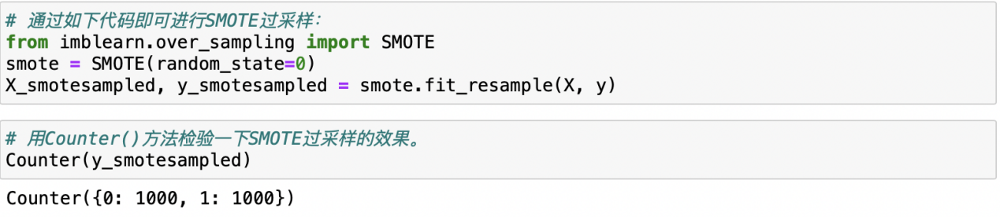 # 通过如下代码即可进行SMOTE过采样：
from imblearn.over_sampling import SMOTE
smote = SMOTE(random_state=0)
X_smotesampled, y_smotesampled = smote.fit_resample(X, y)
# 用Counter()方法检验一下SMOTE过采样的效果。
Counter(y_smotesampled)
Counter({0: 1000, 1: 1000})